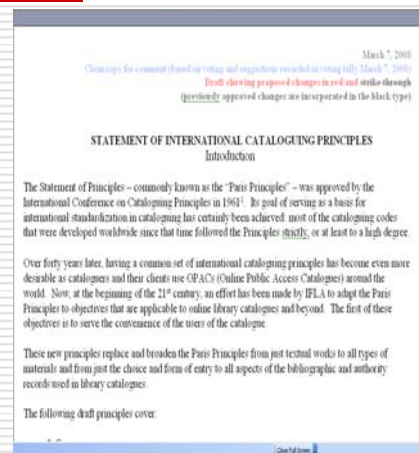 March 7, 2008
Clean copy for comment (based on voting and suggestions recorded in voting tally March 7, 2008)
Draft showing proposed changes in red and strike-through
(previously approved changes are incorporated in the black type)
STATEMENT OF INTERNATIONAL CATALOGUING PRINCIPLES
Introduction
The Statement of Principles – commonly known as the "Paris Principles" – was approved by the
International Conference on Cataloguing Principles in 1961¹. Its goal of serving as a basis for
international standardization in cataloguing has certainly been achieved: most of the cataloguing codes
that were developed worldwide since that time followed the Principles strictly, or at least to a high degree.
Over forty years later, having a common set of international cataloguing principles has become even more
desirable as cataloguers and their clients use OPACs (Online Public Access Catalogues) around the
world. Now, at the beginning of the 21st century, an effort has been made by IFLA to adapt the Paris
Principles to objectives that are applicable to online library catalogues and beyond. The first of these
objectives is to serve the convenience of the users of the catalogue.
These new principles replace and broaden the Paris Principles from just textual works to all types of
materials and from just the choice and form of entry to all aspects of the bibliographic and authority
records used in library catalogues.
The following draft principles cover:
Close Full Screen